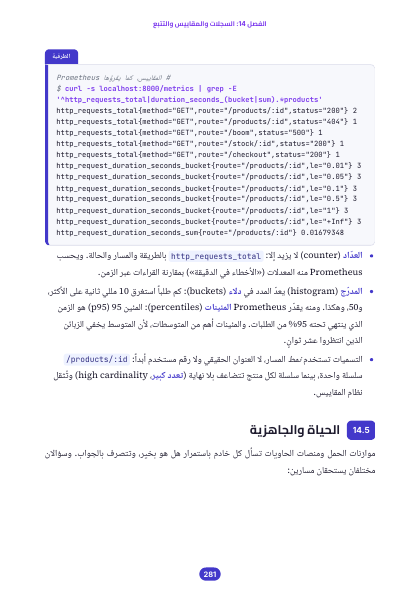 الفصل 14: السجلات والمقاييس والتتبع
الطرفية
# المقاييس، كما يقرؤها Prometheus
$ curl -s localhost:8000/metrics | grep -E
'^http_requests_total|duration_seconds_(bucket|sum).*products'
http_requests_total{method="GET",route="/products/:id",status="200"} 2
http_requests_total{method="GET",route="/products/:id",status="404"} 1
http_requests_total{method="GET",route="/boom",status="500"} 1
http_requests_total{method="GET",route="/stock/:id",status="200"} 1
http_requests_total{method="GET",route="/checkout",status="200"} 1
http_request_duration_seconds_bucket{route="/products/:id",le="0.01"} 3
http_request_duration_seconds_bucket{route="/products/:id",le="0.05"} 3
http_request_duration_seconds_bucket{route="/products/:id",le="0.1"} 3
http_request_duration_seconds_bucket{route="/products/:id",le="0.5"} 3
http_request_duration_seconds_bucket{route="/products/:id",le="1"} 3
http_request_duration_seconds_bucket{route="/products/:id",le="+Inf"} 3
http_request_duration_seconds_sum{route="/products/:id"} 0.01679348
• العدّاد (counter) لا يزيد إلا: http_requests_total بالطريقة والمسار والحالة. ويحسب
Prometheus منه المعدلات («الأخطاء في الدقيقة») بمقارنة القراءات عبر الزمن.
• المدرّج (histogram) يعدّ المدد في دلاء (buckets): كم طلباً استغرق 10 مللي ثانية على الأكثر،
و50، وهكذا. ومنه يقدّر Prometheus المئينات (percentiles): المئين 95 (p95) هو الزمن
الذي ينتهي تحته 95% من الطلبات. والمئينات أهم من المتوسطات، لأن المتوسط يخفي الزبائن
الذين انتظروا عشر ثوانٍ.
• التسميات تستخدم نمط المسار، لا العنوان الحقيقي ولا رقم مستخدم أبداً: /products/:id
سلسلة واحدة، بينما سلسلة لكل منتج تتضاعف بلا نهاية (تعدد كبير، high cardinality) وتُثقل
نظام المقاييس.
14.5 الحياة والجاهزية
موازنات الحمل ومنصات الحاويات تسأل كل خادم باستمرار هل هو بخير، وتتصرف بالجواب. وسؤالان
مختلفان يستحقان مسارين:
281